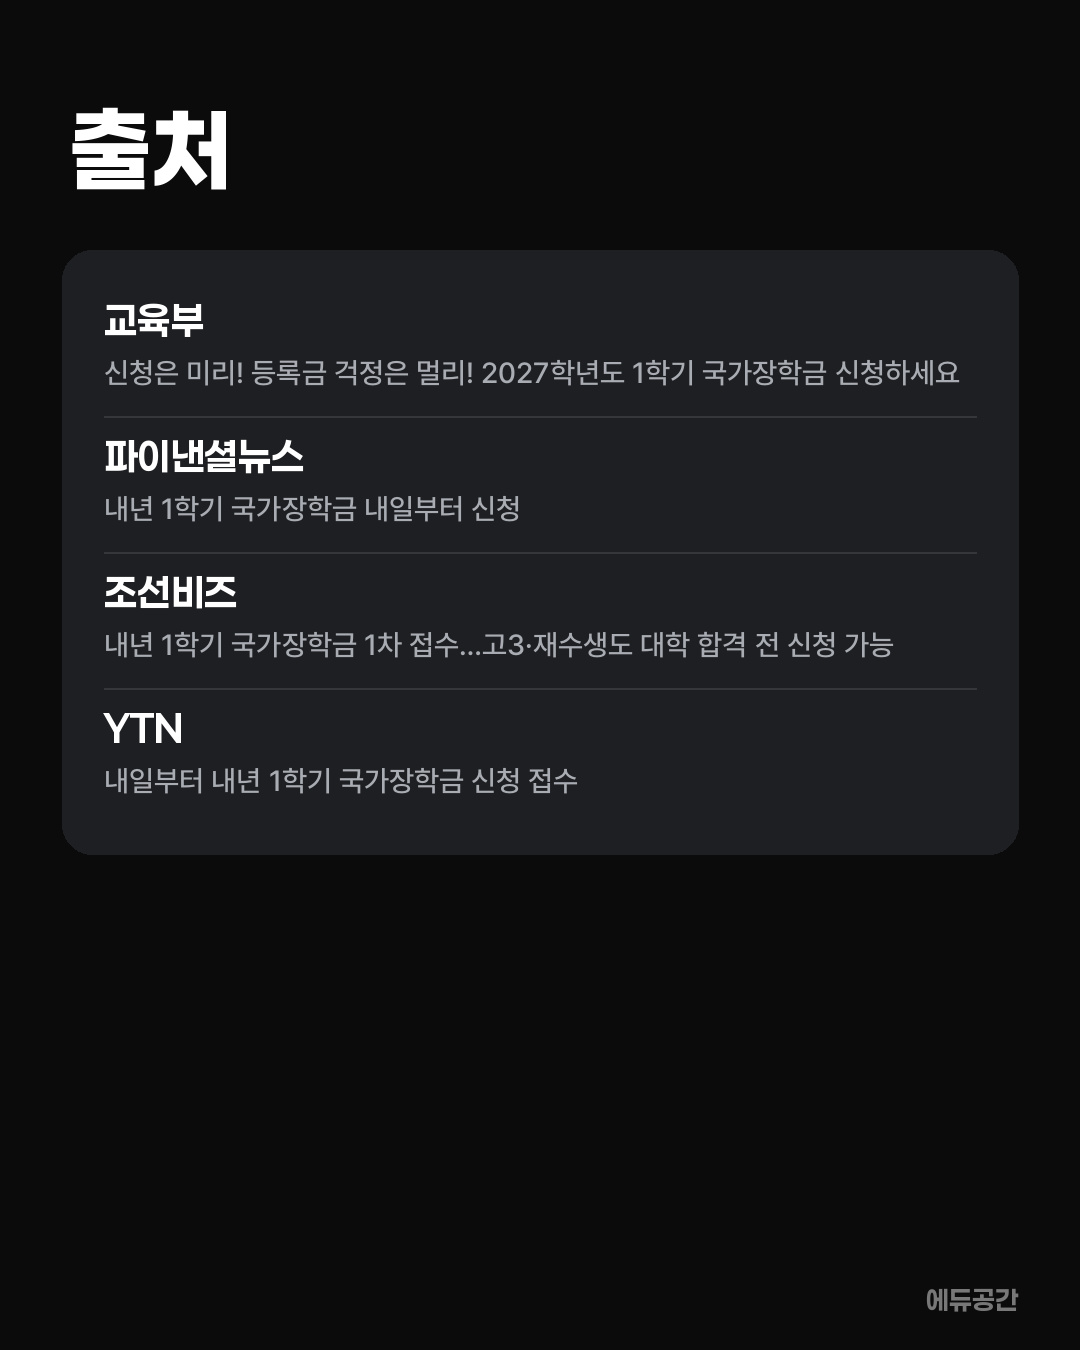 출처
교육부
신청은 미리! 등록금 걱정은 멀리! 2027학년도 1학기 국가장학금 신청하세요
파이낸셜뉴스
내년 1학기 국가장학금 내일부터 신청
조선비즈
내년 1학기 국가장학금 1차 접수…고3·재수생도 대학 합격 전 신청 가능
YTN
내일부터 내년 1학기 국가장학금 신청 접수
에듀공간